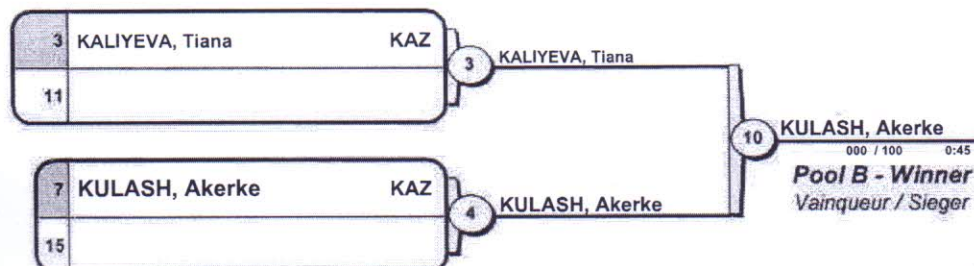 3 KALIYEVA, Tiana KAZ
11
3 KALIYEVA, Tiana
7 KULASH, Akerke KAZ
15
4 KULASH, Akerke
10 KULASH, Akerke
000 / 100 0:45
Pool B - Winner
Vainqueur / Sieger